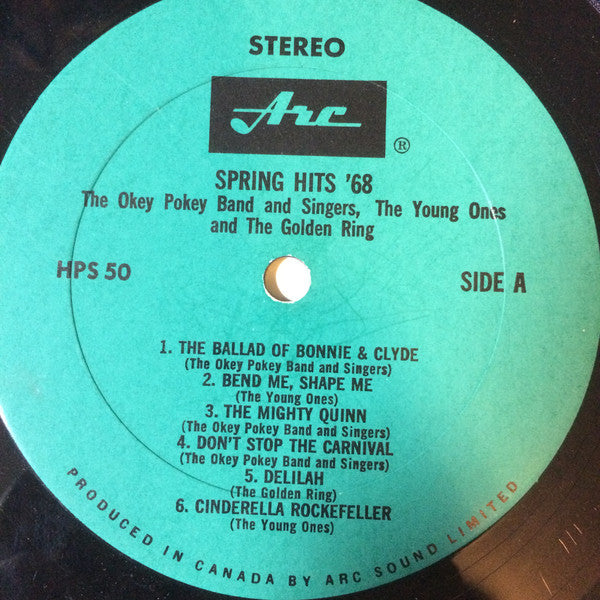 STEREO
Arc
®
SPRING HITS '68
The Okey Pokey Band and Singers, The Young Ones
and The Golden Ring
HPS 50
SIDE A
1. THE BALLAD OF BONNIE & CLYDE
(The Okey Pokey Band and Singers)
2. BEND ME, SHAPE ME
(The Young Ones)
3. THE MIGHTY QUINN
(The Okey Pokey Band and Singers)
4. DON'T STOP THE CARNIVAL
(The Okey Pokey Band and Singers)
5. DELILAH
(The Golden Ring)
6. CINDERELLA ROCKEFELLER
(The Young Ones)
PRODUCED IN CANADA BY ARC SOUND LIMITED